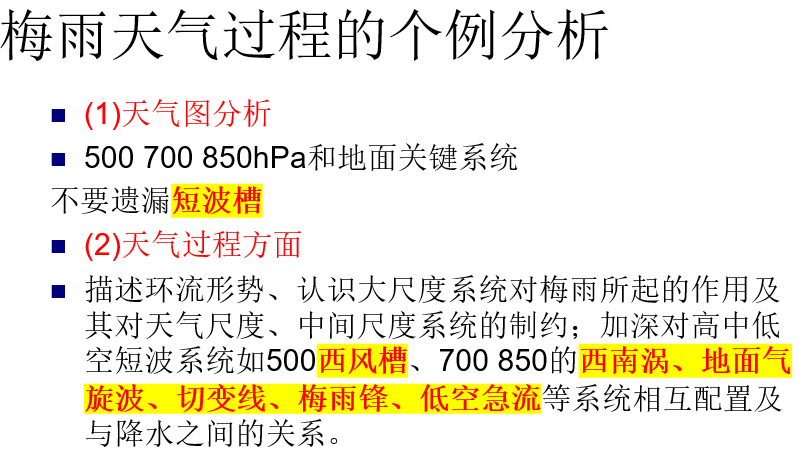 梅雨天气过程的个例分析
(1)天气图分析
500 700 850hPa和地面关键系统
不要遗漏短波槽
(2)天气过程方面
描述环流形势、认识大尺度系统对梅雨所起的作用及
其对天气尺度、中间尺度系统的制约；加深对高中低
空短波系统如500西风槽、700 850的西南涡、地面气
旋波、切变线、梅雨锋、低空急流等系统相互配置及
与降水之间的关系。